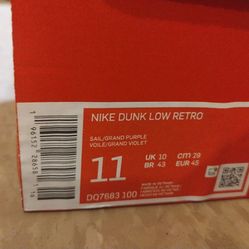 NIKE DUNK LOW RETRO
SAIL/GRAND PURPLE
VOILE/GRAND VIOLET
11
UK 10
cm 29
BR 43
EUR 45
DQ7683 100